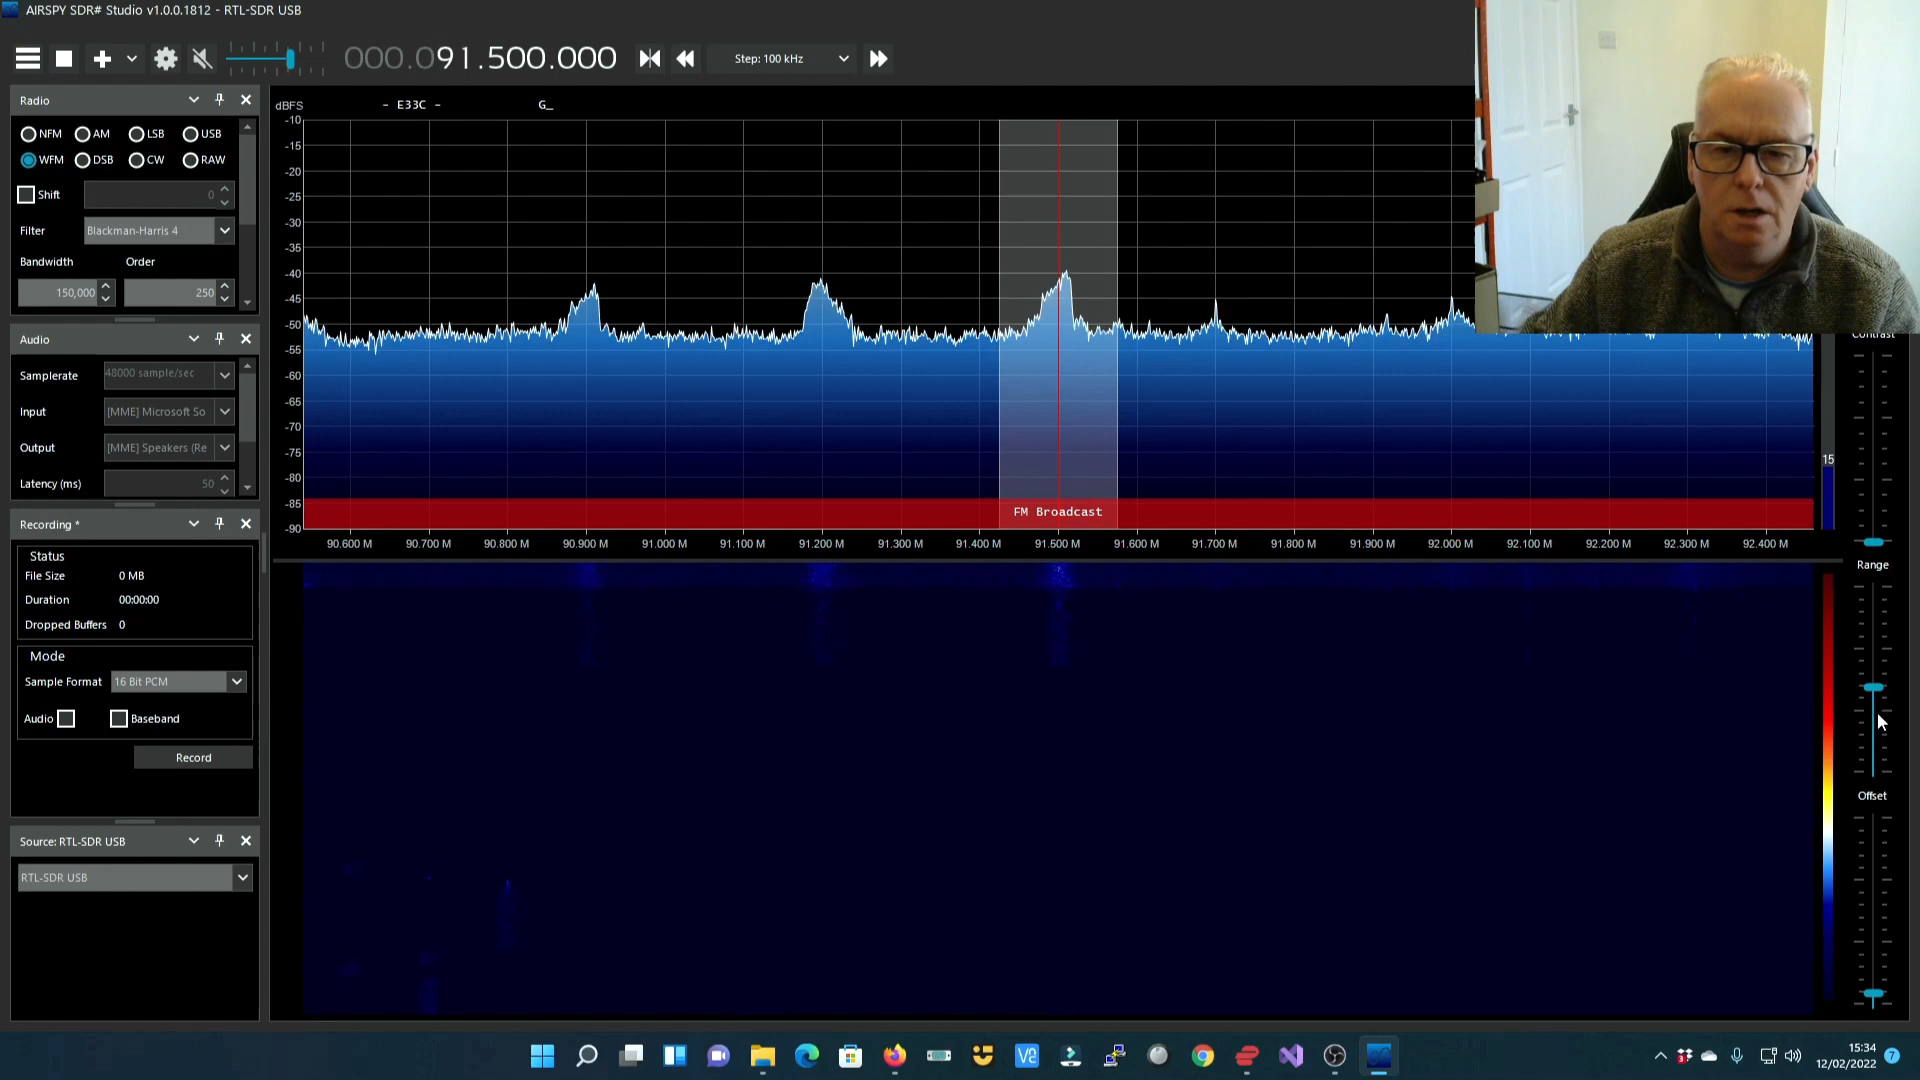 AIRSPY SDR# Studio v1.0.0.1812 - RTL-SDR USB
000.091.500.000
Step: 100 kHz
Radio
NFM AM LSB USB
WFM DSB CW RAW
Shift 0
Filter Blackman-Harris 4
Bandwidth Order
150,000 250
Audio
Samplerate 48000 sample/sec
Input [MME] Microsoft So
Output [MME] Speakers (Re
Latency (ms) 50
Recording *
Status
File Size 0 MB
Duration 00:00:00
Dropped Buffers 0
Mode
Sample Format 16 Bit PCM
Audio Baseband
Record
Source: RTL-SDR USB
RTL-SDR USB
dBFS - E33C - G_
-10
-15
-20
-25
-30
-35
-40
-45
-50
-55
-60
-65
-70
-75
-80
-85
-90
FM Broadcast
90.600 M 90.700 M 90.800 M 90.900 M 91.000 M 91.100 M 91.200 M 91.300 M 91.400 M 91.500 M 91.600 M 91.700 M 91.800 M 91.900 M 92.000 M 92.100 M 92.200 M 92.300 M 92.400 M
15
Contrast
Range
Offset
V2
15:34
12/02/2022
7